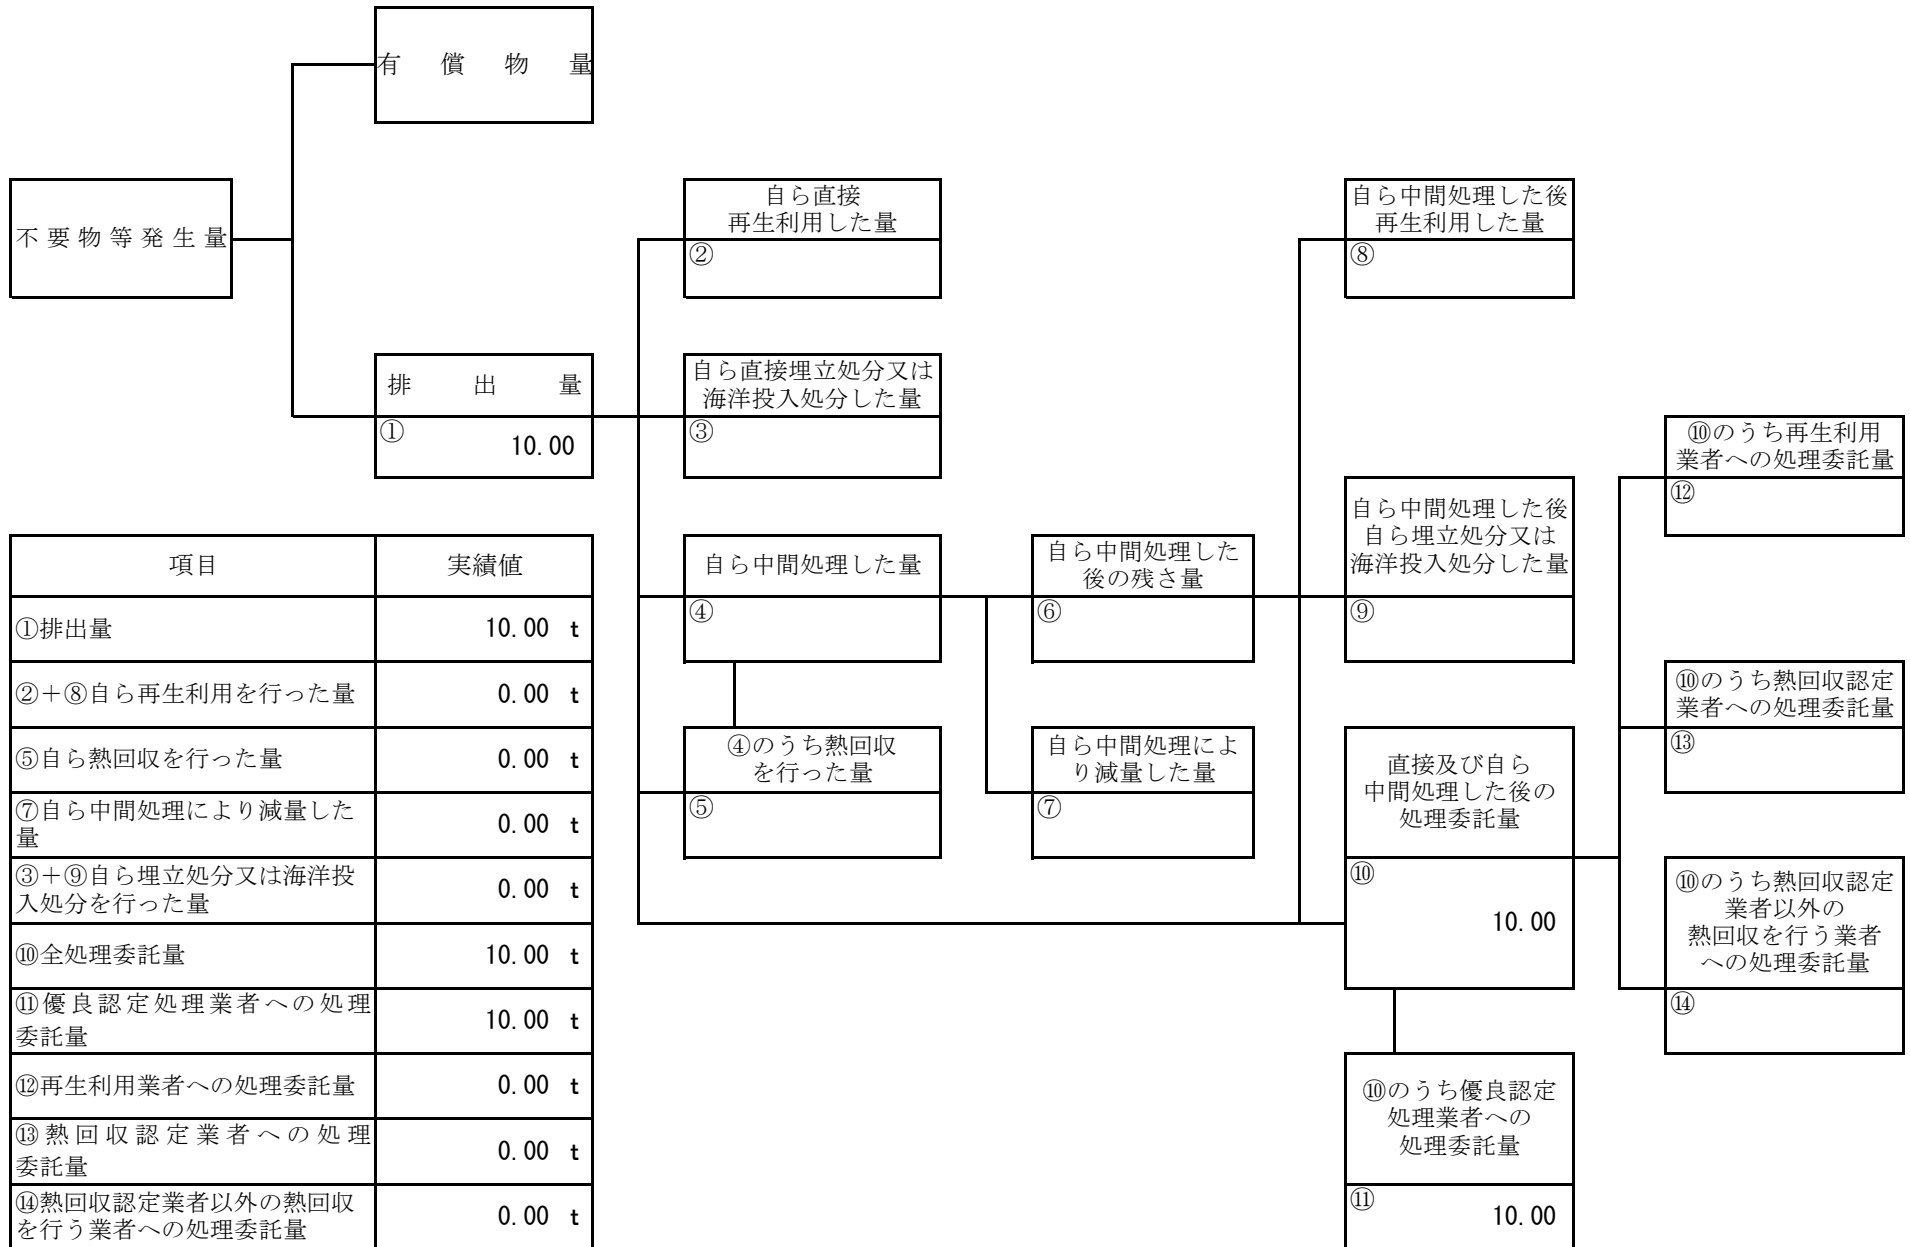 有償物量
不要物等発生量
排出量
①
10.00
自ら直接
再生利用した量
②
自ら直接埋立処分又は
海洋投入処分した量
③
自ら中間処理した量
④
④のうち熱回収
を行った量
⑤
自ら中間処理した
後の残さ量
⑥
自ら中間処理によ
り減量した量
⑦
自ら中間処理した後
再生利用した量
⑧
自ら中間処理した後
自ら埋立処分又は
海洋投入処分した量
⑨
直接及び自ら
中間処理した後の
処理委託量
⑩
10.00
⑩のうち優良認定
処理業者への
処理委託量
⑪
10.00
⑩のうち再生利用
業者への処理委託量
⑫
⑩のうち熱回収認定
業者への処理委託量
⑬
⑩のうち熱回収認定
業者以外の
熱回収を行う業者
への処理委託量
⑭
項目 実績値
①排出量 10.00 t
②＋⑧自ら再生利用を行った量 0.00 t
⑤自ら熱回収を行った量 0.00 t
⑦自ら中間処理により減量した
量 0.00 t
③＋⑨自ら埋立処分又は海洋投
入処分を行った量 0.00 t
⑩全処理委託量 10.00 t
⑪優良認定処理業者への処理
委託量 10.00 t
⑫再生利用業者への処理委託量 0.00 t
⑬熱回収認定業者への処理
委託量 0.00 t
⑭熱回収認定業者以外の熱回収
を行う業者への処理委託量 0.00 t